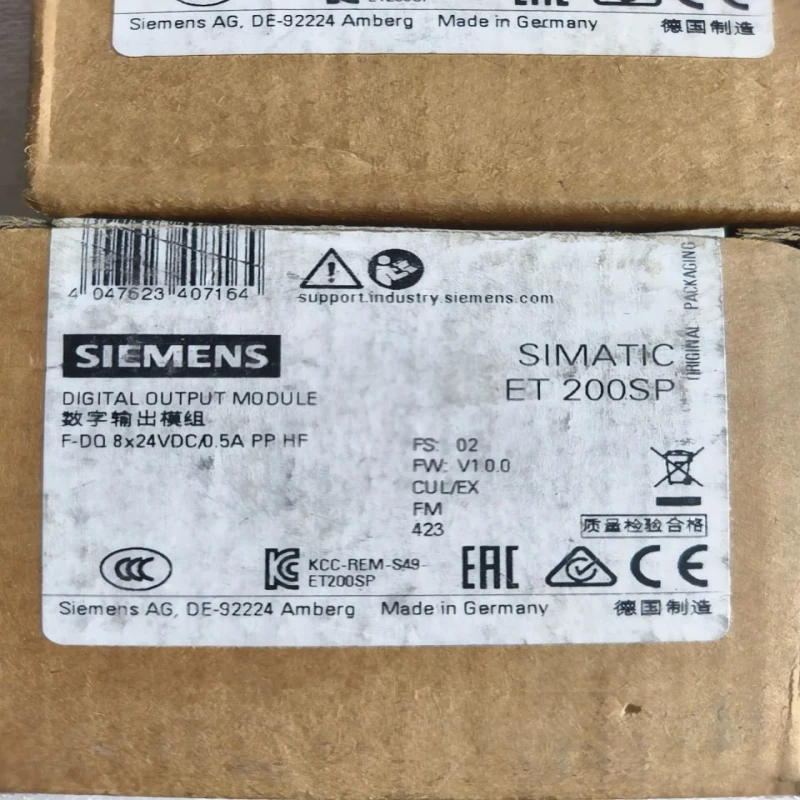 Siemens AG, DE-92224 Amberg Made in Germany 德国制造
4 047623 407164
support.industry.siemens.com
ORIGINAL PACKAGING
SIEMENS
SIMATIC
ET 200SP
DIGITAL OUTPUT MODULE
数字输出模组
F-DQ 8x24VDC/0.5A PP HF
FS: 02
FW: V1.0.0
CUL/EX
FM
423
质量检验合格
CCC
KCC-REM-S49-
ET200SP
EAC
CE
Siemens AG, DE-92224 Amberg Made in Germany 德国制造